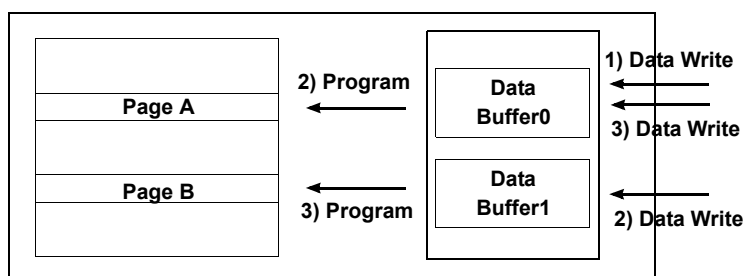 1) Data Write
2) Program
Data
Buffer0
Page A
3) Data Write
Data
Buffer1
Page B
3) Program
2) Data Write